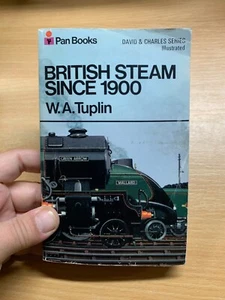 Pan Books
DAVID & CHARLES SERIES
Illustrated
BRITISH STEAM
SINCE 1900
W.A.Tuplin
MALLARD